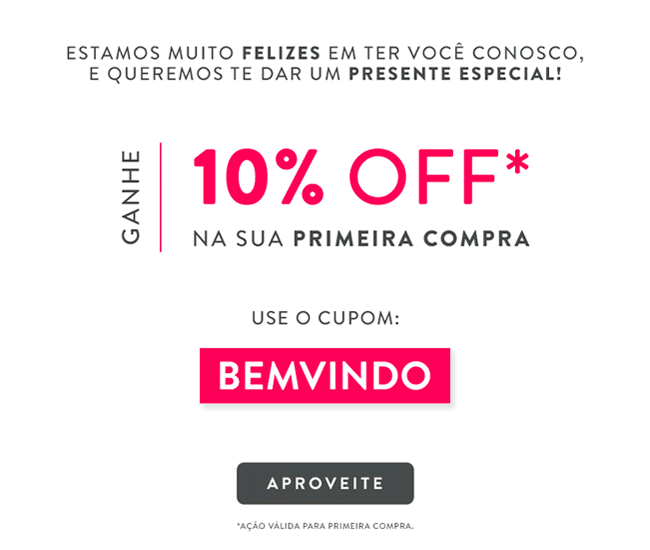 ESTAMOS MUITO FELIZES EM TER VOCÊ CONOSCO,
E QUEREMOS TE DAR UM PRESENTE ESPECIAL!
GANHE
10% OFF*
NA SUA PRIMEIRA COMPRA
USE O CUPOM:
BEMVINDO
APROVEITE
*AÇÃO VÁLIDA PARA PRIMEIRA COMPRA.